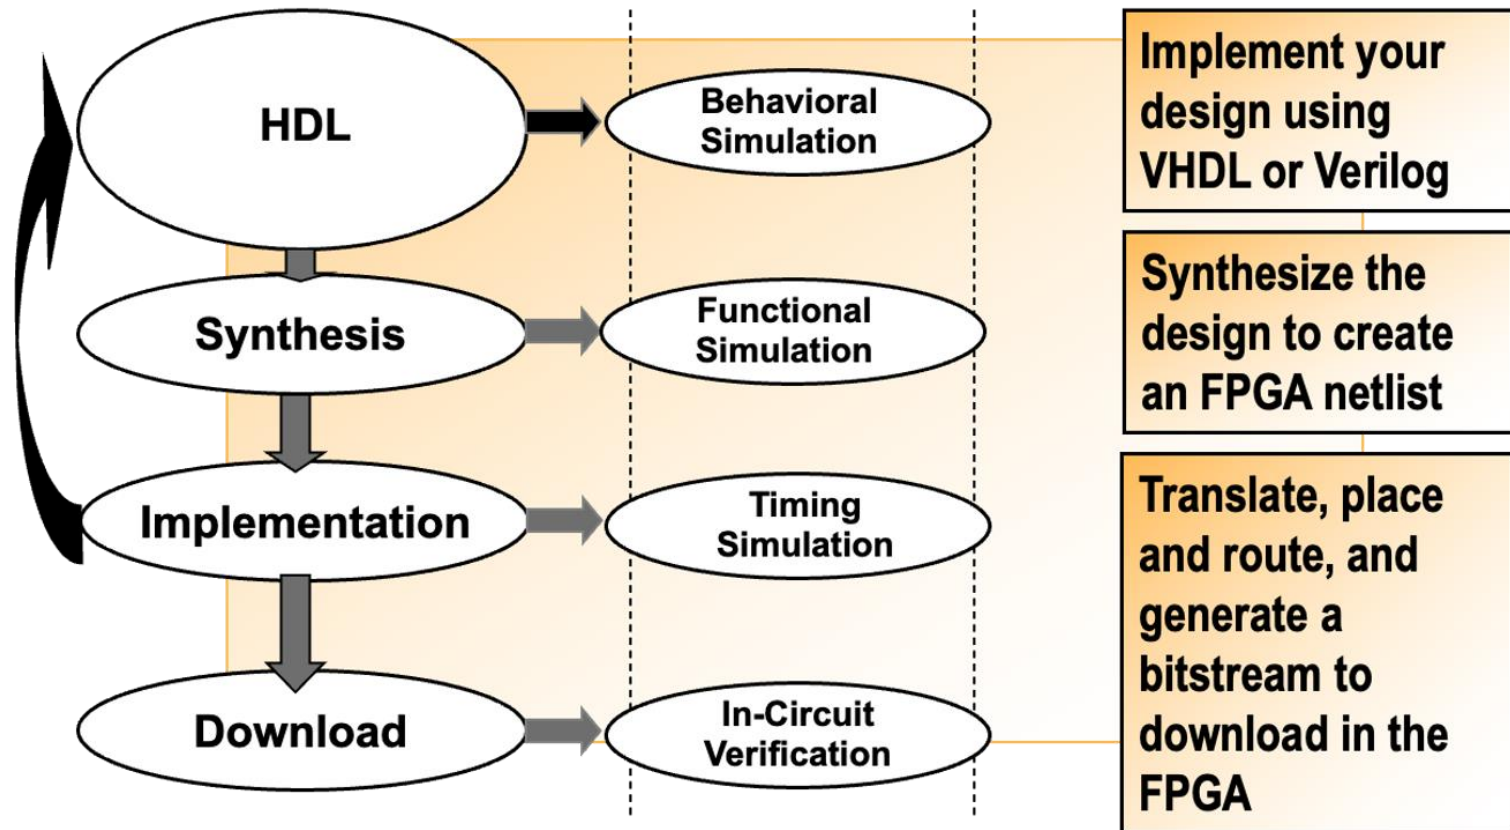 HDL
Behavioral
Simulation
Implement your
design using
VHDL or Verilog
Synthesis
Functional
Simulation
Synthesize the
design to create
an FPGA netlist
Implementation
Timing
Simulation
Translate, place
and route, and
generate a
bitstream to
download in the
FPGA
Download
In-Circuit
Verification